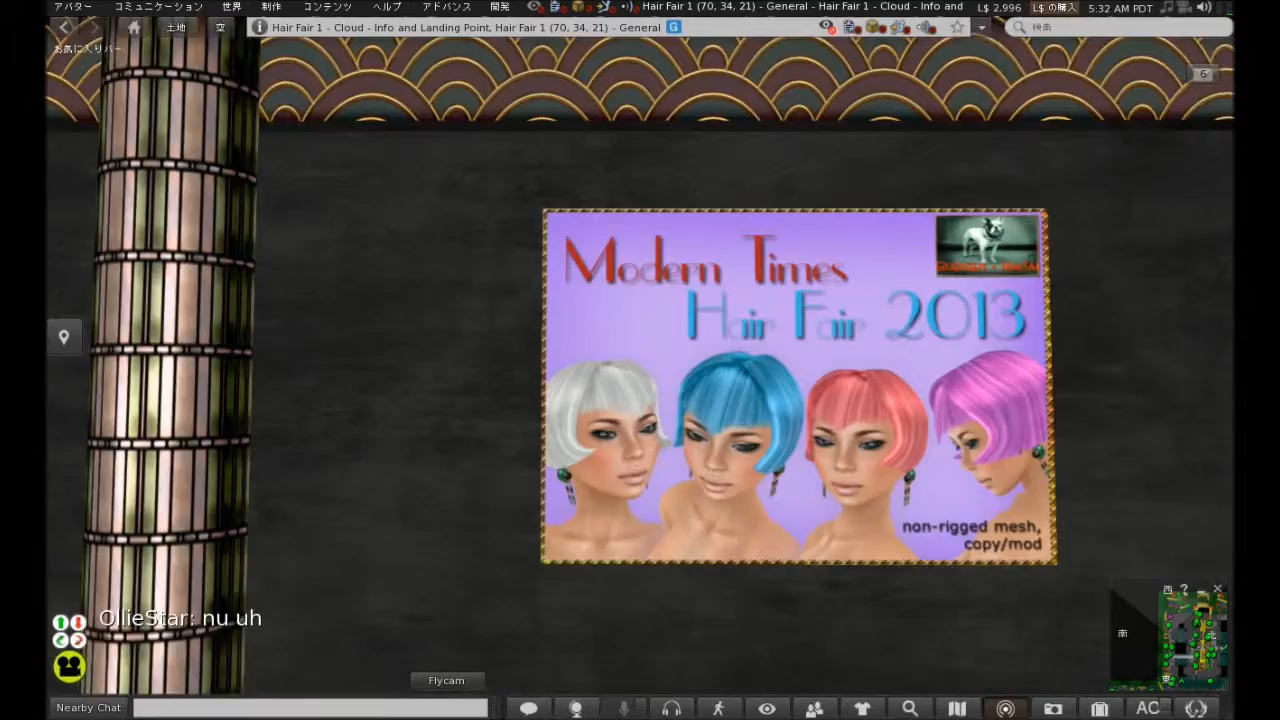 アバター コミュニケーション 世界 制作 コンテンツ ヘルプ アドバンス 開発 Hair Fair 1 (70, 34, 21) - General - Hair Fair 1 - Cloud - Info and L$ 2,996 L$ の購入 5:32 AM PDT
土地 空 Hair Fair 1 - Cloud - Info and Landing Point, Hair Fair 1 (70, 34, 21) - General G 検索
お気に入りバー
6
Modern Times
Hair Fair 2013
non-rigged mesh,
copy/mod
西 ?
南 北
東
OllieStar: nu uh
Flycam
Nearby Chat AC